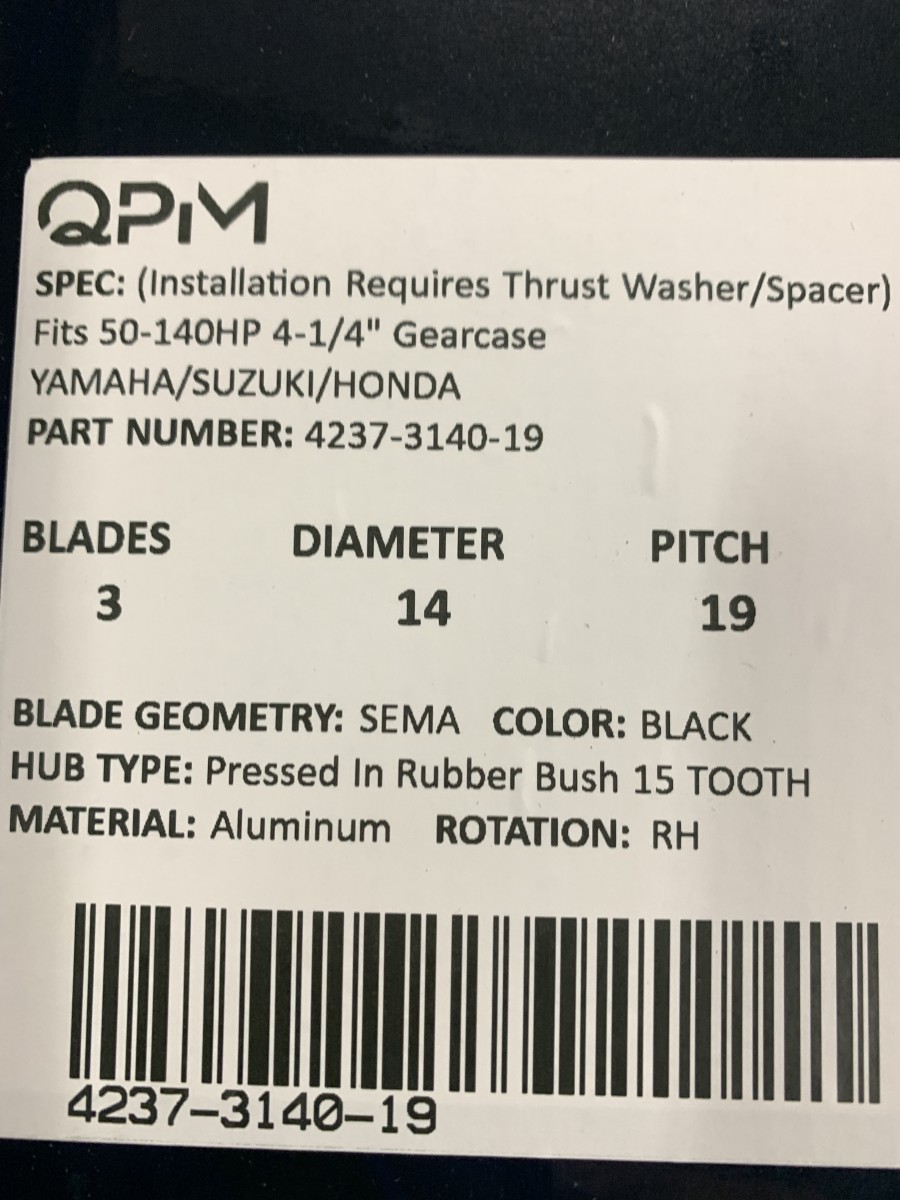 QPM
SPEC: (Installation Requires Thrust Washer/Spacer)
Fits 50-140HP 4-1/4" Gearcase
YAMAHA/SUZUKI/HONDA
PART NUMBER: 4237-3140-19
BLADES DIAMETER PITCH
3 14 19
BLADE GEOMETRY: SEMA COLOR: BLACK
HUB TYPE: Pressed In Rubber Bush 15 TOOTH
MATERIAL: Aluminum ROTATION: RH
4237-3140-19